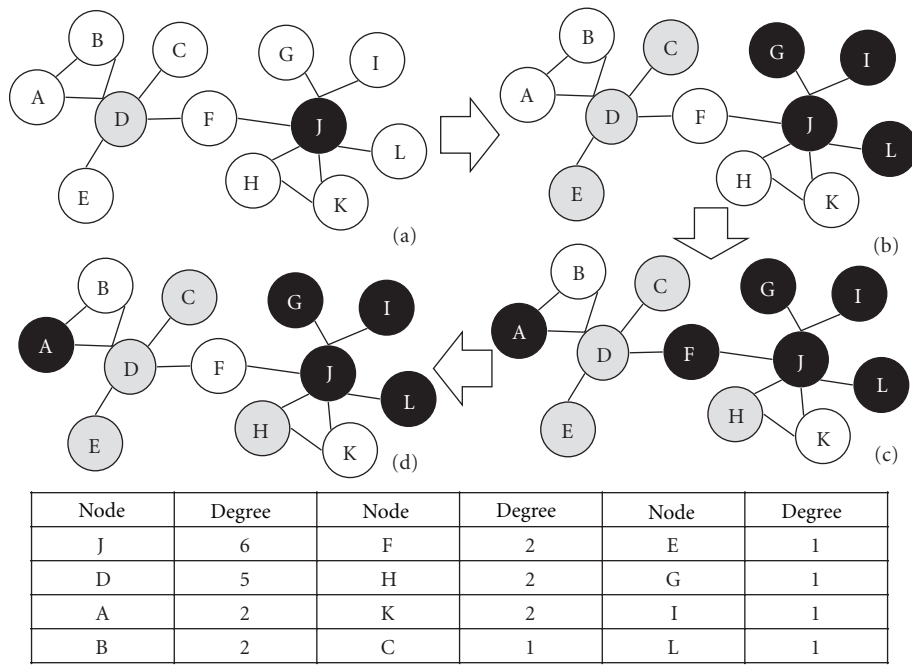 B
C
G
I
A
D
F
J
L
E
H
K
(a)
B
C
G
I
A
D
F
J
L
E
H
K
(b)
B
C
G
I
A
D
F
J
L
E
H
K
(d)
B
C
G
I
A
D
F
J
L
E
H
K
(c)
Node Degree Node Degree Node Degree
J 6 F 2 E 1
D 5 H 2 G 1
A 2 K 2 I 1
B 2 C 1 L 1